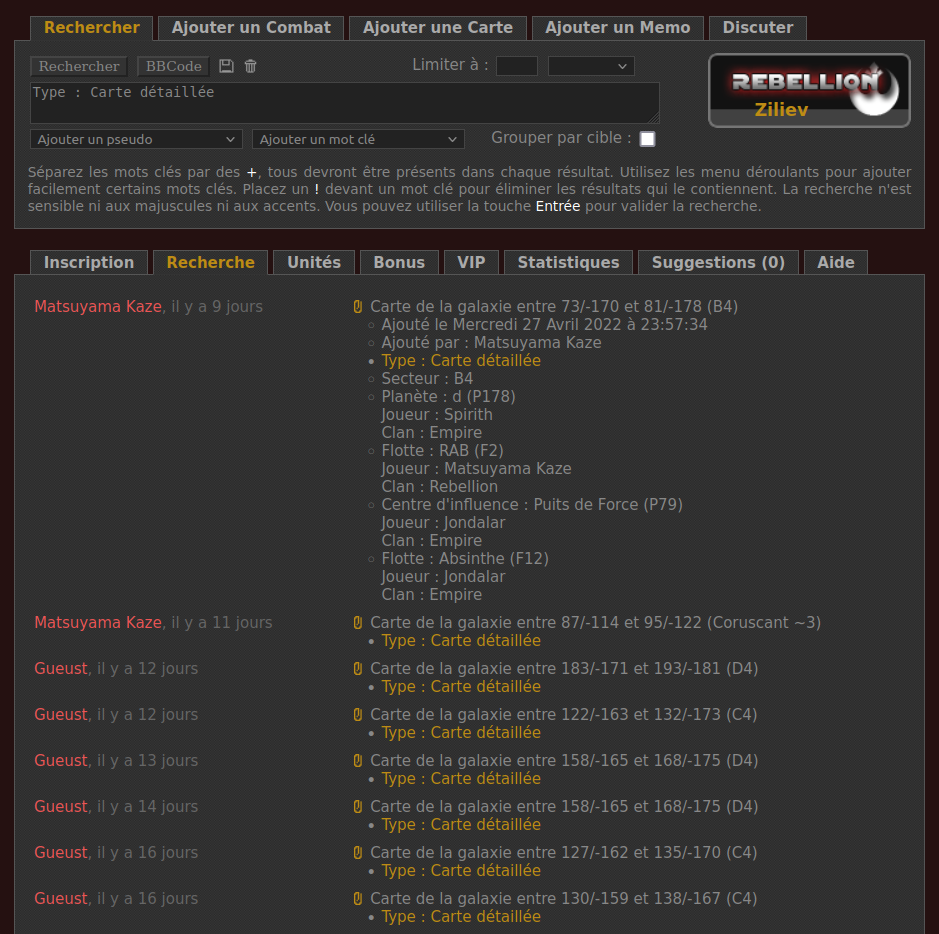 Rechercher Ajouter un Combat Ajouter une Carte Ajouter un Memo Discuter
Rechercher BBCode Limiter à :
Type : Carte détaillée
REBELLION
Ziliev
Ajouter un pseudo Ajouter un mot clé Grouper par cible :
Séparez les mots clés par des +, tous devront être présents dans chaque résultat. Utilisez les menu déroulants pour ajouter
facilement certains mots clés. Placez un ! devant un mot clé pour éliminer les résultats qui le contiennent. La recherche n'est
sensible ni aux majuscules ni aux accents. Vous pouvez utiliser la touche Entrée pour valider la recherche.
Inscription Recherche Unités Bonus VIP Statistiques Suggestions (0) Aide
Matsuyama Kaze, il y a 9 jours Carte de la galaxie entre 73/-170 et 81/-178 (B4)
Ajouté le Mercredi 27 Avril 2022 à 23:57:34
Ajouté par : Matsuyama Kaze
Type : Carte détaillée
Secteur : B4
Planète : d (P178)
Joueur : Spirith
Clan : Empire
Flotte : RAB (F2)
Joueur : Matsuyama Kaze
Clan : Rebellion
Centre d'influence : Puits de Force (P79)
Joueur : Jondalar
Clan : Empire
Flotte : Absinthe (F12)
Joueur : Jondalar
Clan : Empire
Matsuyama Kaze, il y a 11 jours Carte de la galaxie entre 87/-114 et 95/-122 (Coruscant ~3)
Type : Carte détaillée
Gueust, il y a 12 jours Carte de la galaxie entre 183/-171 et 193/-181 (D4)
Type : Carte détaillée
Gueust, il y a 12 jours Carte de la galaxie entre 122/-163 et 132/-173 (C4)
Type : Carte détaillée
Gueust, il y a 13 jours Carte de la galaxie entre 158/-165 et 168/-175 (D4)
Type : Carte détaillée
Gueust, il y a 14 jours Carte de la galaxie entre 158/-165 et 168/-175 (D4)
Type : Carte détaillée
Gueust, il y a 16 jours Carte de la galaxie entre 127/-162 et 135/-170 (C4)
Type : Carte détaillée
Gueust, il y a 16 jours Carte de la galaxie entre 130/-159 et 138/-167 (C4)
Type : Carte détaillée